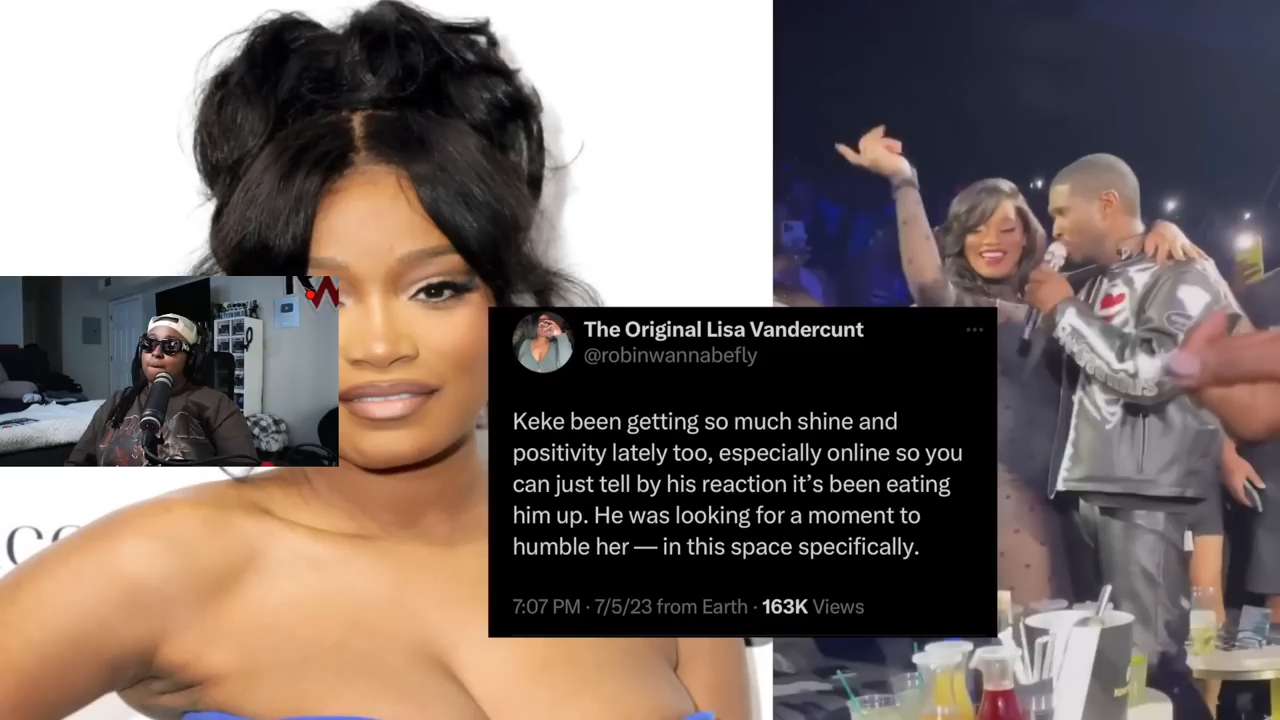 The Original Lisa Vandercunt
@robinwannabefly
Keke been getting so much shine and
positivity lately too, especially online so you
can just tell by his reaction it’s been eating
him up. He was looking for a moment to
humble her — in this space specifically.
7:07 PM · 7/5/23 from Earth · 163K Views